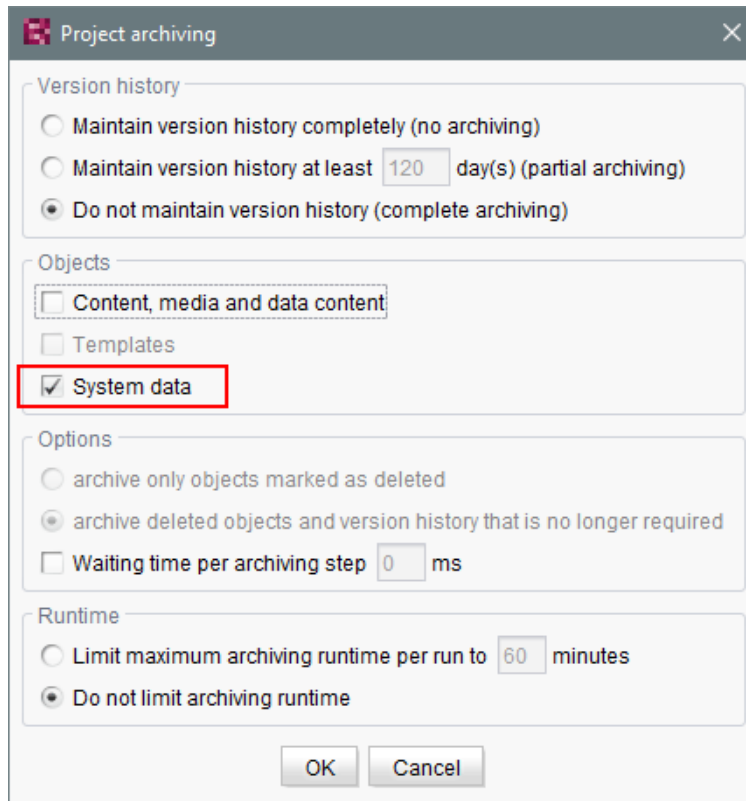 Project archiving
Version history
Maintain version history completely (no archiving)
Maintain version history at least 120 day(s) (partial archiving)
Do not maintain version history (complete archiving)
Objects
Content, media and data content
Templates
System data
Options
archive only objects marked as deleted
archive deleted objects and version history that is no longer required
Waiting time per archiving step 0 ms
Runtime
Limit maximum archiving runtime per run to 60 minutes
Do not limit archiving runtime
OK Cancel